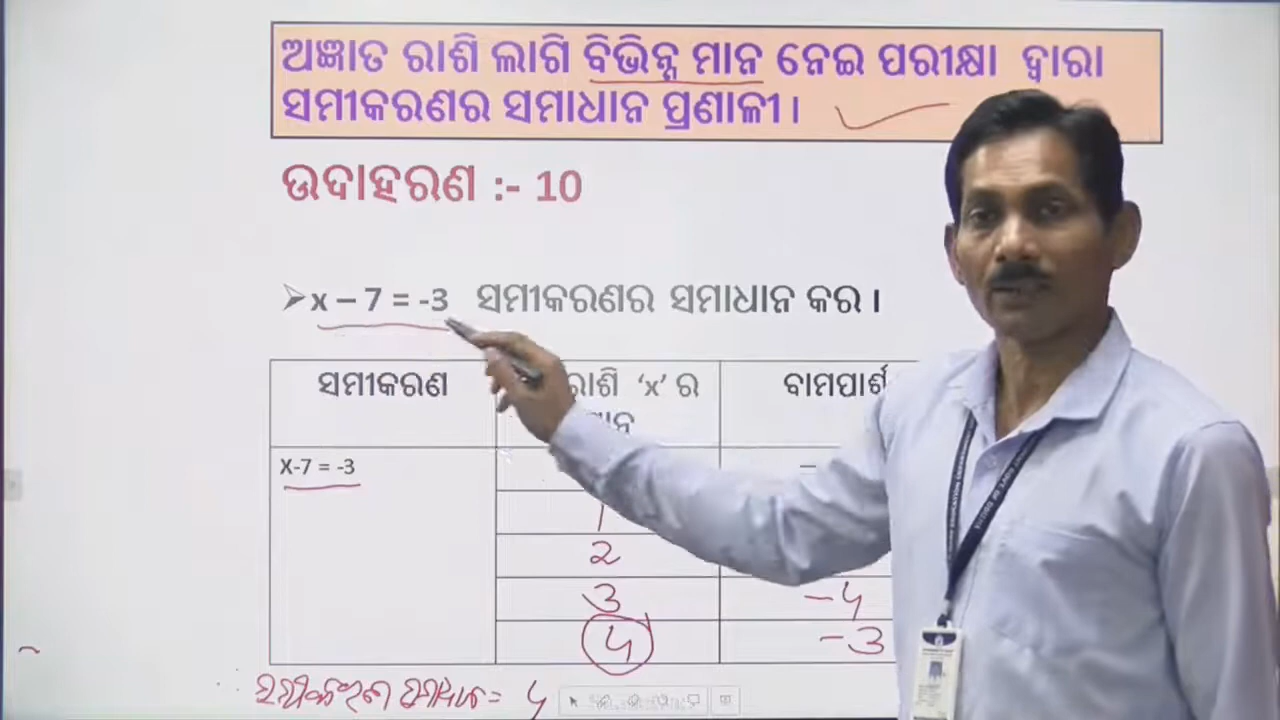 ଅଜ୍ଞାତ ରାଶି ଲାଗି ବିଭିନ୍ନ ମାନ ନେଇ ପରୀକ୍ଷା ଦ୍ୱାରା
ସମୀକରଣର ସମାଧାନ ପ୍ରଣାଳୀ ।
ଉଦାହରଣ :- 10
➢x – 7 = -3 ସମୀକରଣର ସମାଧାନ କର ।
ସମୀକରଣ
ରାଶି ‘x’ ର
ବାମପାର୍ଶ୍ଵ
X-7 = -3
1
2
3
-4
4
-3
ସମୀକରଣ ସମାଧାନ = 4